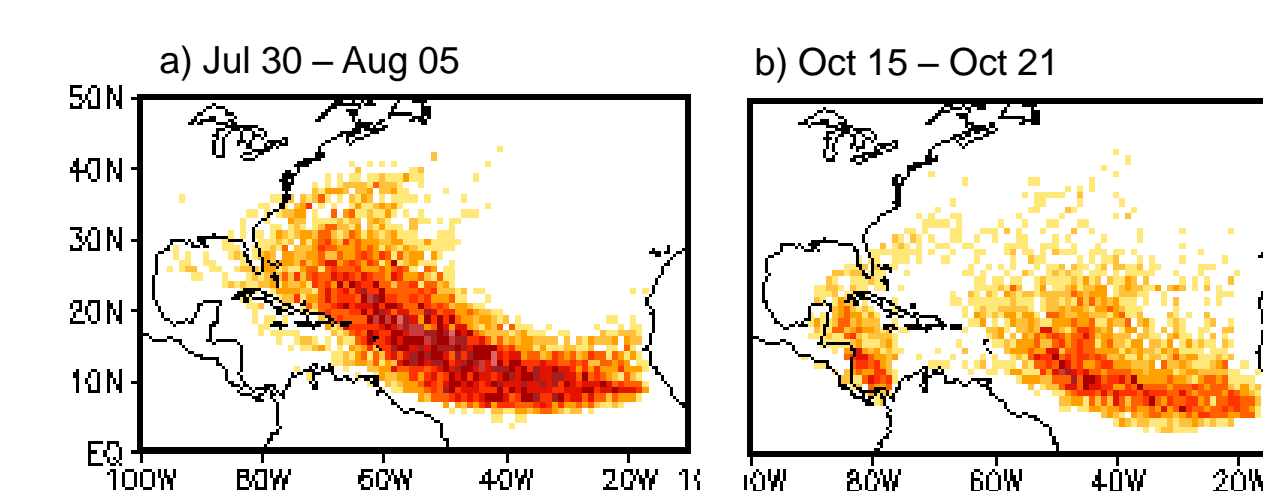 a) Jul 30 – Aug 05
b) Oct 15 – Oct 21
50N
40N
30N
20N
10N
EQ
100W 80W 60W 40W 20W
80W 60W 40W 20W